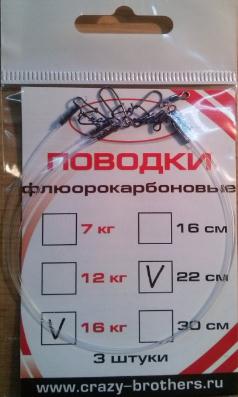 ПОВОДКИ
флюорокарбоновые
7 кг 16 см
12 кг V 22 см
V 16 кг 30 см
3 штуки
www.crazy-brothers.ru